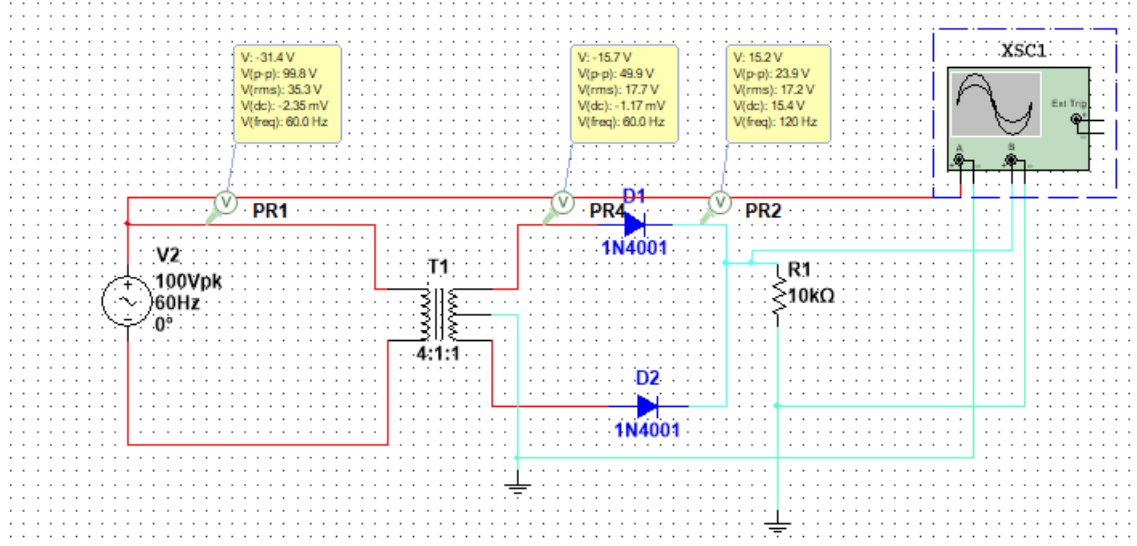 XSC1
V: -31.4 V
V(p-p): 99.8 V
V(rms): 35.3 V
V(dc): -2.35 mV
V(freq): 60.0 Hz
V: -15.7 V
V(p-p): 49.9 V
V(rms): 17.7 V
V(dc): -1.17 mV
V(freq): 60.0 Hz
V: 15.2 V
V(p-p): 23.9 V
V(rms): 17.2 V
V(dc): 15.4 V
V(freq): 120 Hz
Ext Trig
+
−
A
B
+ − + −
V
PR1
V
PR4
D1
1N4001
V
PR2
V2
100Vpk
60Hz
0°
+
−
T1
4:1:1
R1
10kΩ
D2
1N4001